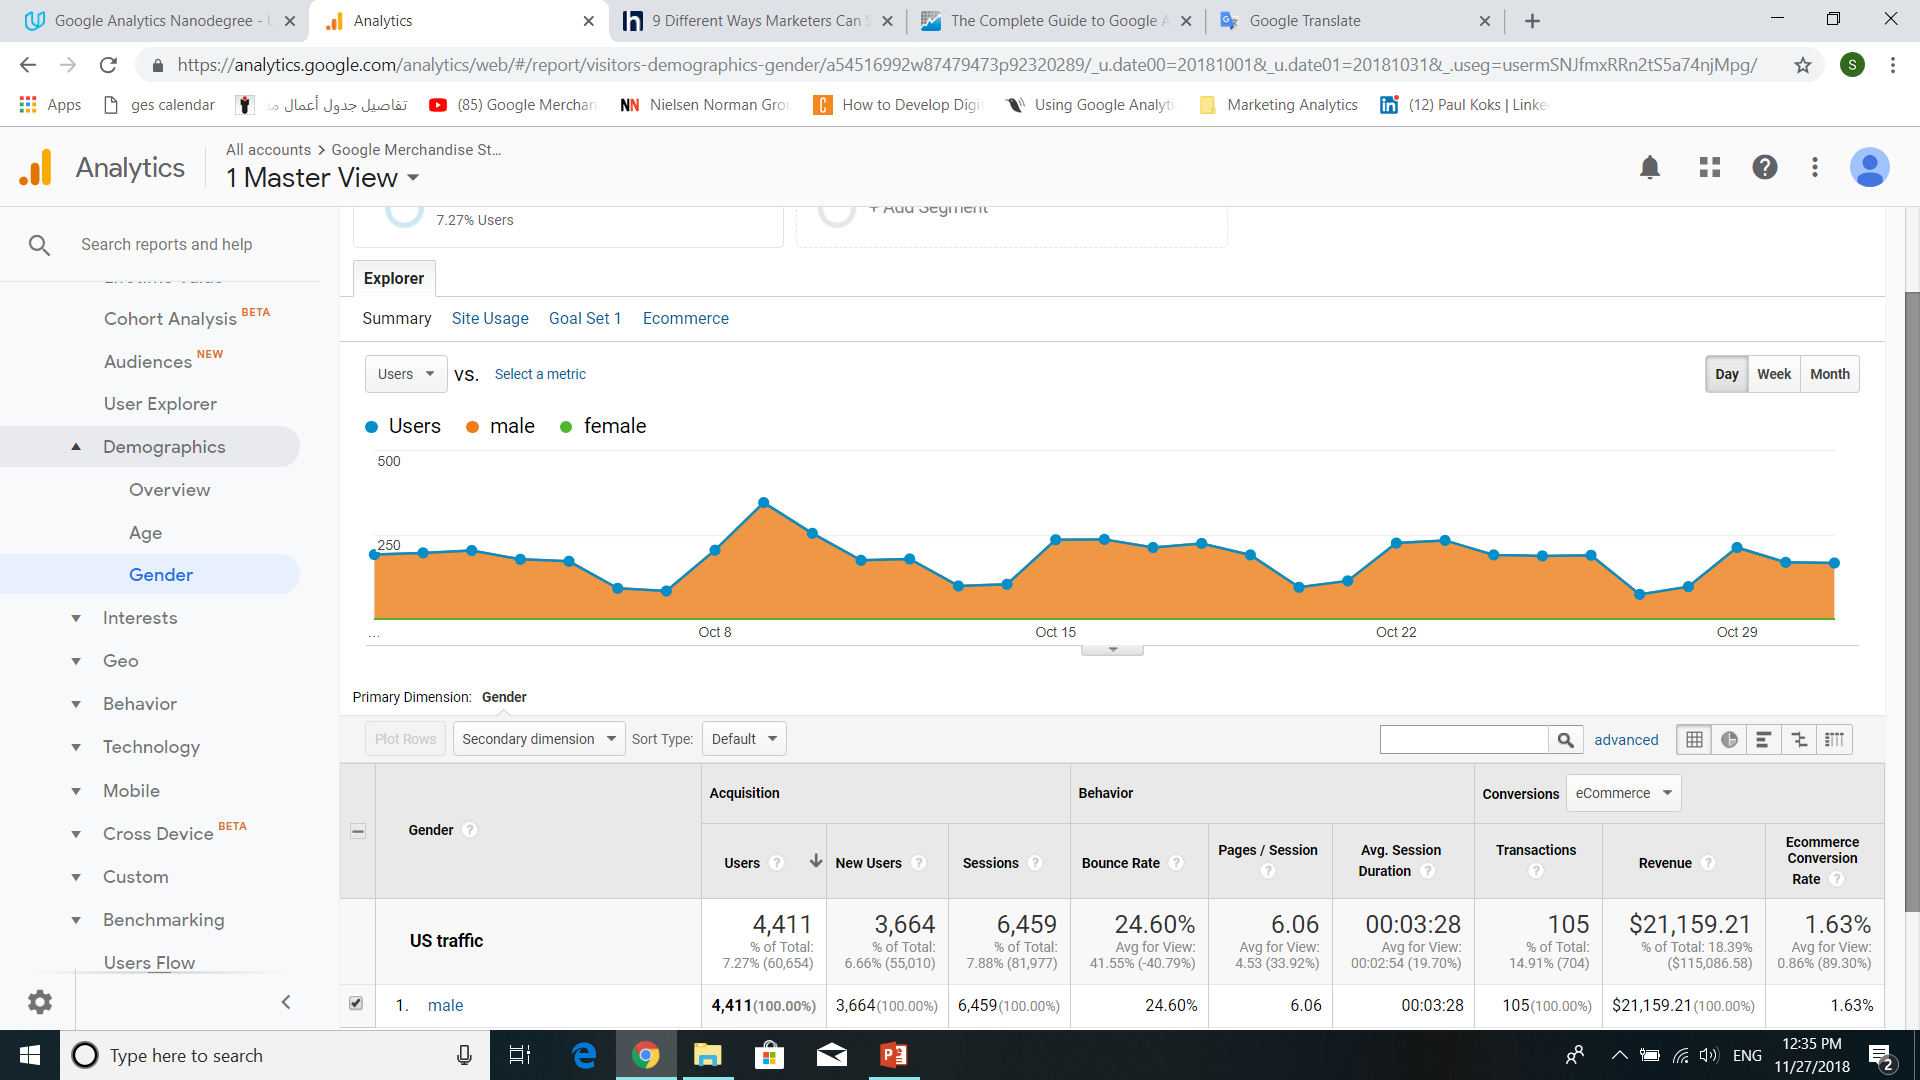 Google Analytics Nanodegree -
Analytics
9 Different Ways Marketers Can
The Complete Guide to Google
Google Translate
https://analytics.google.com/analytics/web/#/report/visitors-demographics-gender/a54516992w87479473p92320289/_u.date00=20181001&_u.date01=20181031&_.useg=usermSNJfmxRRn2tS5a74njMpg/
S
Apps
ges calendar
تفاصيل جدول أعمال
(85) Google Merchan
NN
Nielsen Norman Gro
How to Develop Digi
Using Google Analyti
Marketing Analytics
(12) Paul Koks | Linke
Analytics
All accounts > Google Merchandise St...
1 Master View
Search reports and help
Cohort Analysis BETA
Audiences NEW
User Explorer
Demographics
Overview
Age
Gender
Interests
Geo
Behavior
Technology
Mobile
Cross Device BETA
Custom
Benchmarking
Users Flow
7.27% Users
+ Add Segment
Explorer
Summary Site Usage Goal Set 1 Ecommerce
Users VS. Select a metric
Day Week Month
Users male female
500
250
... Oct 8 Oct 15 Oct 22 Oct 29
Primary Dimension: Gender
Plot Rows Secondary dimension Sort Type: Default advanced
Acquisition Behavior Conversions eCommerce
Gender ?
Users ? New Users ? Sessions ? Bounce Rate ? Pages / Session ? Avg. Session Duration ? Transactions ? Revenue ? Ecommerce Conversion Rate ?
US traffic
4,411 3,664 6,459 24.60% 6.06 00:03:28 105 $21,159.21 1.63%
% of Total: % of Total: % of Total: Avg for View: Avg for View: Avg for View: % of Total: % of Total: 18.39% Avg for View:
7.27% (60,654) 6.66% (55,010) 7.88% (81,977) 41.55% (-40.79%) 4.53 (33.92%) 00:02:54 (19.70%) 14.91% (704) ($115,086.58) 0.86% (89.30%)
1. male 4,411(100.00%) 3,664(100.00%) 6,459(100.00%) 24.60% 6.06 00:03:28 105(100.00%) $21,159.21(100.00%) 1.63%
Type here to search
ENG
12:35 PM
11/27/2018
2